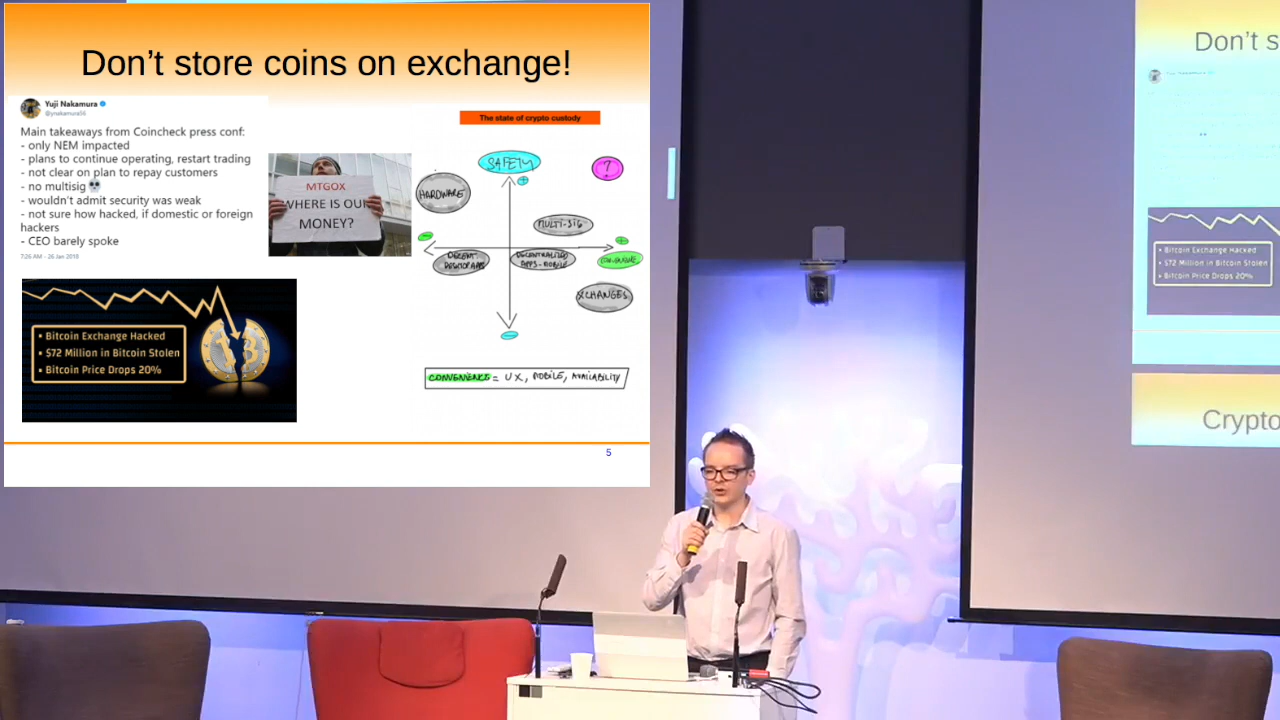 Don't store coins on exchange!
Yuji Nakamura
@ynakamura56
Main takeaways from Coincheck press conf:
- only NEM impacted
- plans to continue operating, restart trading
- not clear on plan to repay customers
- no multisig
- wouldn't admit security was weak
- not sure how hacked, if domestic or foreign
hackers
- CEO barely spoke
7:26 AM - 26 Jan 2018
MTGOX
WHERE IS OUR
MONEY?
• Bitcoin Exchange Hacked
• $72 Million in Bitcoin Stolen
• Bitcoin Price Drops 20%
The state of crypto custody
SAFETY
?
+
HARDWARE
MULTI-SIG
-
+
DECENTRALIZED
APPS - MOBILE
CONVENIENCE
XCHANGES
-
CONVENIENCE = UX, MOBILE, AVAILABILITY
5
Don't s
• Bitcoin Exchange Hacked
• $72 Million in Bitcoin Stolen
• Bitcoin Price Drops 20%
Crypto